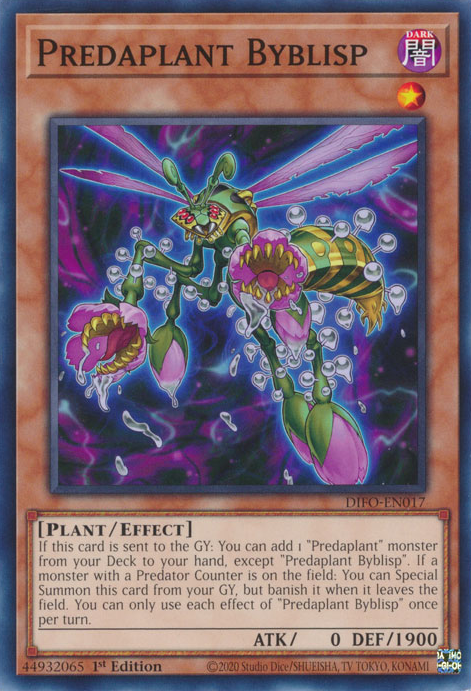 PREDAPLANT BYBLISP
DARK
闇
DIFO-EN017
[PLANT/EFFECT]
If this card is sent to the GY: You can add 1 "Predaplant" monster
from your Deck to your hand, except "Predaplant Byblisp". If a
monster with a Predator Counter is on the field: You can Special
Summon this card from your GY, but banish it when it leaves the
field. You can only use each effect of "Predaplant Byblisp" once
per turn.
ATK/ 0 DEF/1900
44932065 1st Edition ©2020 Studio Dice/SHUEISHA, TV TOKYO, KONAMI